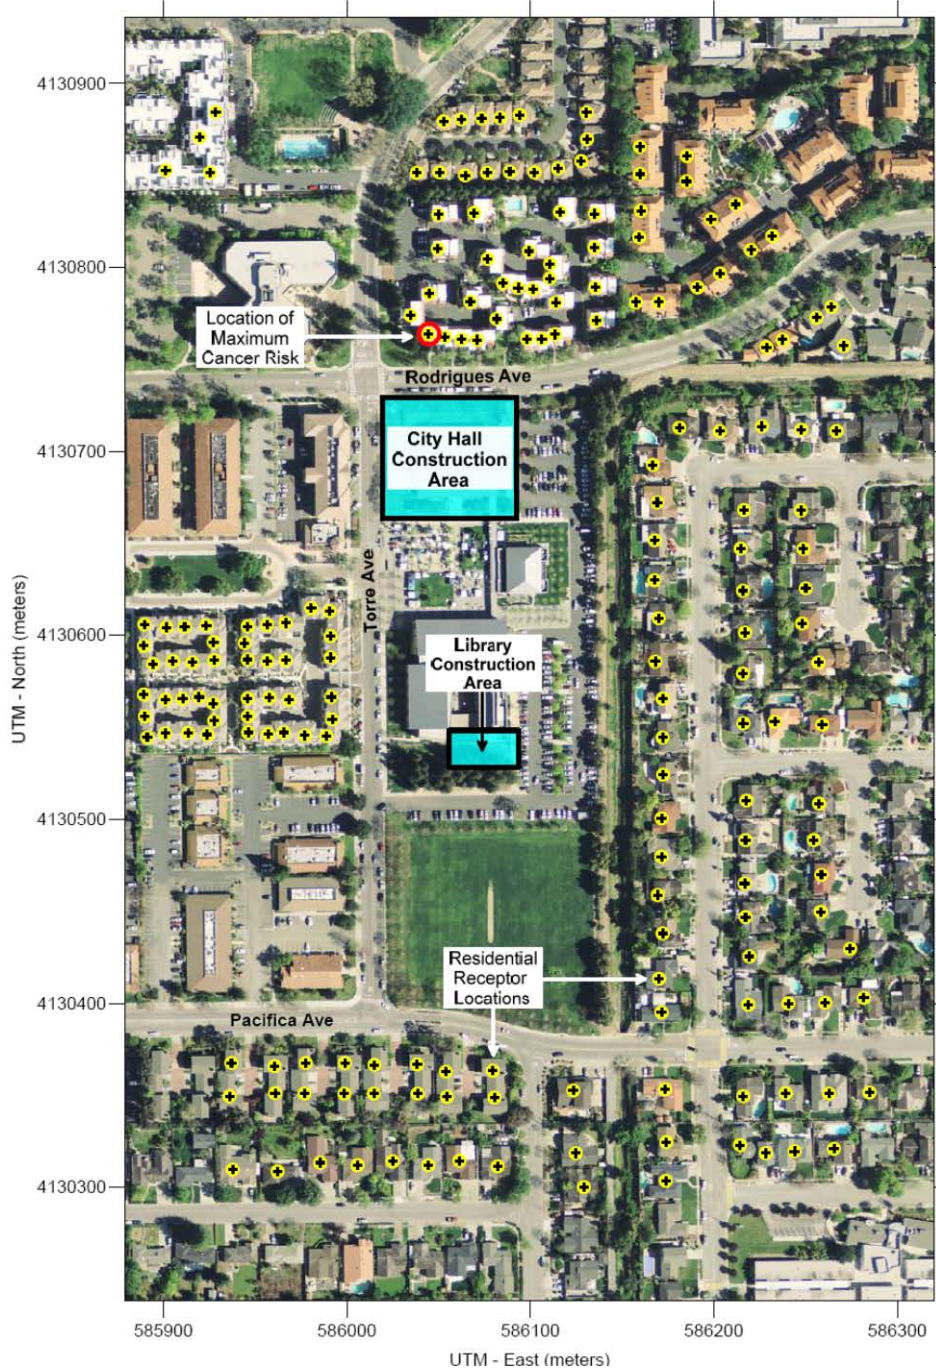 4130900
4130800
Location of
Maximum
Cancer Risk
Rodrigues Ave
City Hall
Construction
Area
4130700
Torre Ave
UTM - North (meters)
4130600
Library
Construction
Area
4130500
Residential
Receptor
Locations
4130400
Pacifica Ave
4130300
585900
586000
586100
586200
586300
UTM - East (meters)